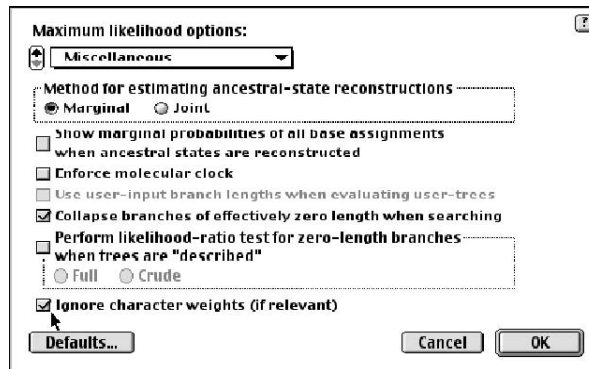 Maximum likelihood options:
?
Miscellaneous
Method for estimating ancestral-state reconstructions
Marginal Joint
Show marginal probabilities of all base assignments
when ancestral states are reconstructed
Enforce molecular clock
Use user-input branch lengths when evaluating user-trees
Collapse branches of effectively zero length when searching
Perform likelihood-ratio test for zero-length branches
when trees are "described"
Full Crude
Ignore character weights (if relevant)
Defaults... Cancel OK